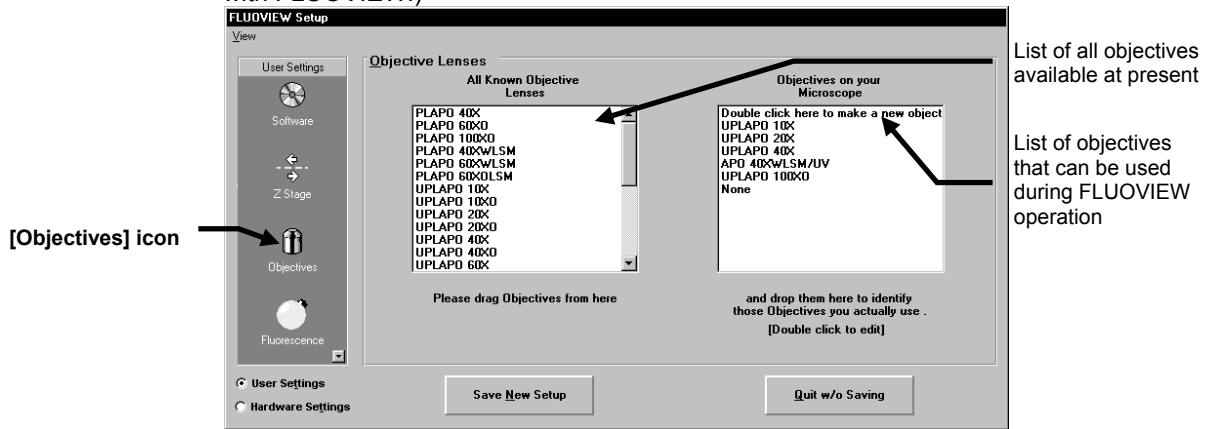 with FLUOVIEW.)
FLUOVIEW Setup
View
User Settings
Software
Z Stage
Objectives
Fluorescence
User Settings
Hardware Settings
Objective Lenses
All Known Objective
Lenses
PLAPO 40X
PLAPO 60XO
PLAPO 100XO
PLAPO 40XWLSM
PLAPO 60XWLSM
PLAPO 60XOLSM
UPLAPO 10X
UPLAPO 10XO
UPLAPO 20X
UPLAPO 20XO
UPLAPO 40X
UPLAPO 40XO
UPLAPO 60X
Please drag Objectives from here
Objectives on your
Microscope
Double click here to make a new object
UPLAPO 10X
UPLAPO 20X
UPLAPO 40X
APO 40XWLSM/UV
UPLAPO 100XO
None
and drop them here to identify
those Objectives you actually use .
[Double click to edit]
Save New Setup
Quit w/o Saving
[Objectives] icon
List of all objectives
available at present
List of objectives
that can be used
during FLUOVIEW
operation